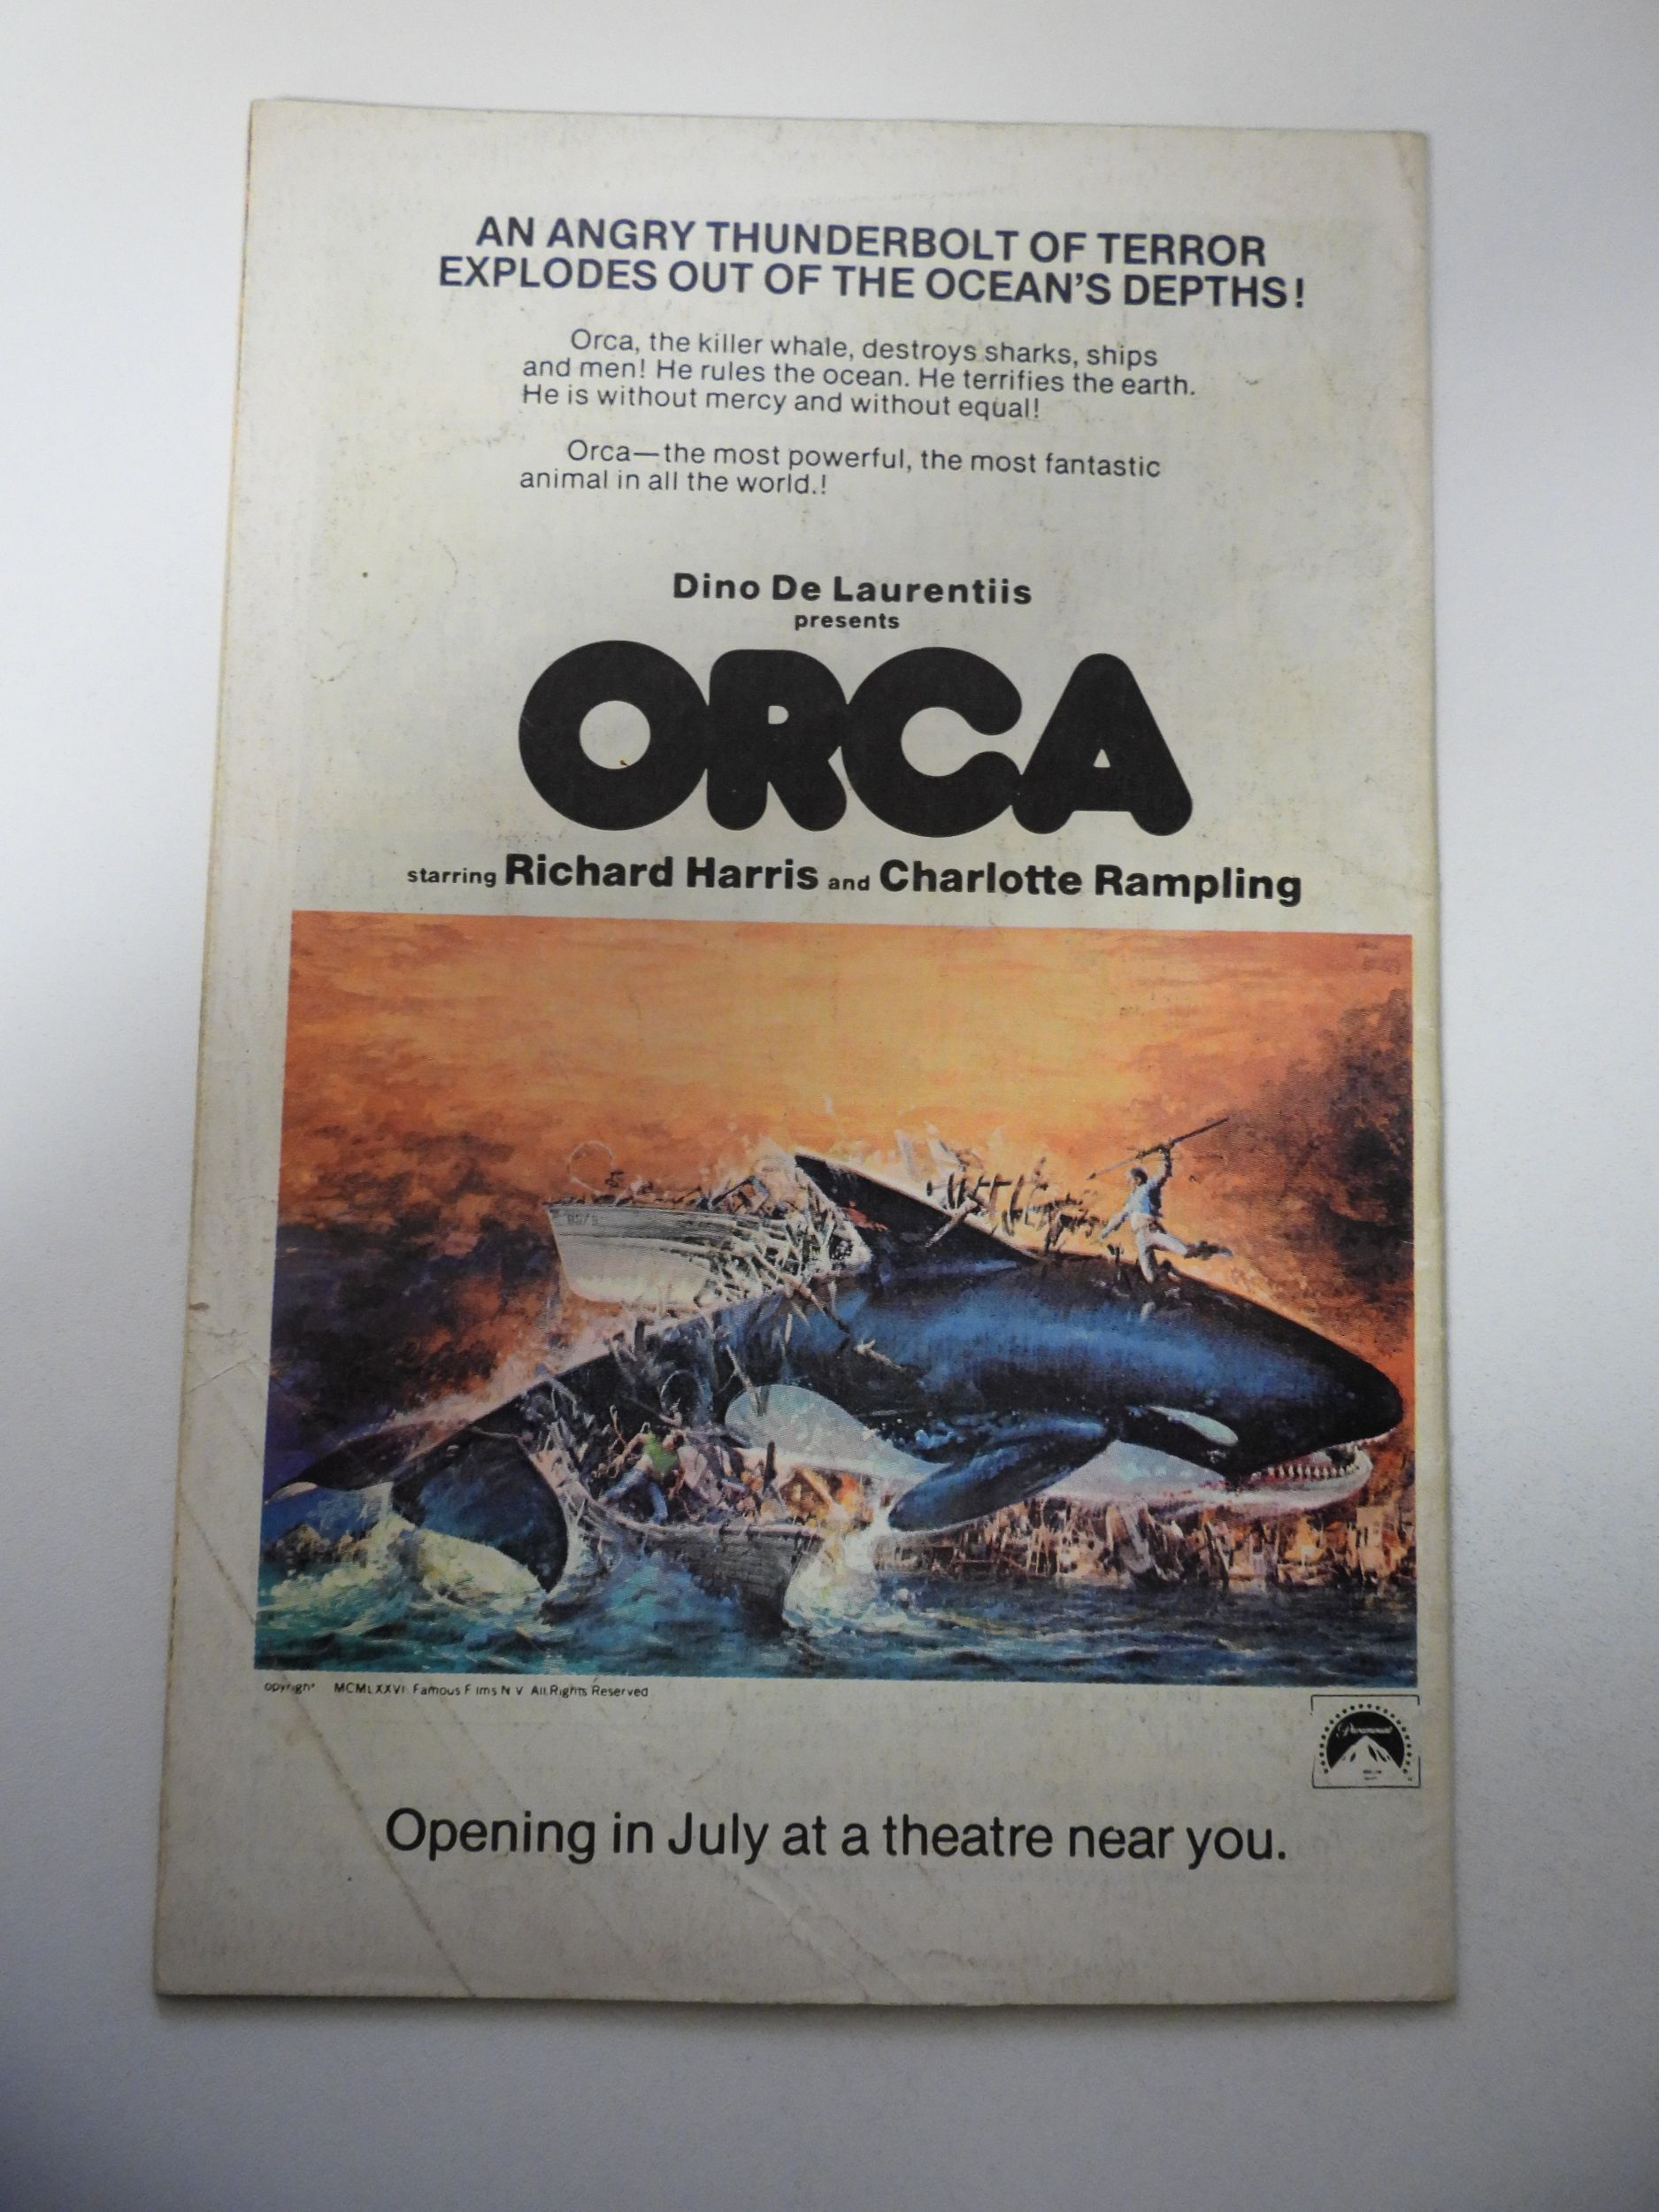 AN ANGRY THUNDERBOLT OF TERROR
EXPLODES OUT OF THE OCEAN'S DEPTHS!
Orca, the killer whale, destroys sharks, ships
and men! He rules the ocean. He terrifies the earth.
He is without mercy and without equal!
Orca—the most powerful, the most fantastic
animal in all the world.!
Dino De Laurentiis
presents
ORCA
starring Richard Harris and Charlotte Rampling
MCMLXXVI Famous F ims N V All Rights Reserved
Paramount
Opening in July at a theatre near you.